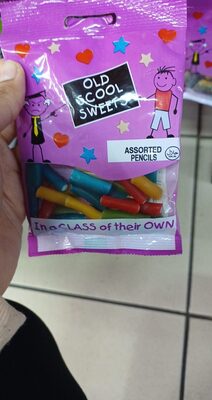 OLD
SCOOL
SWEETS
ASSORTED
PENCILS
In a CLASS of their OWN